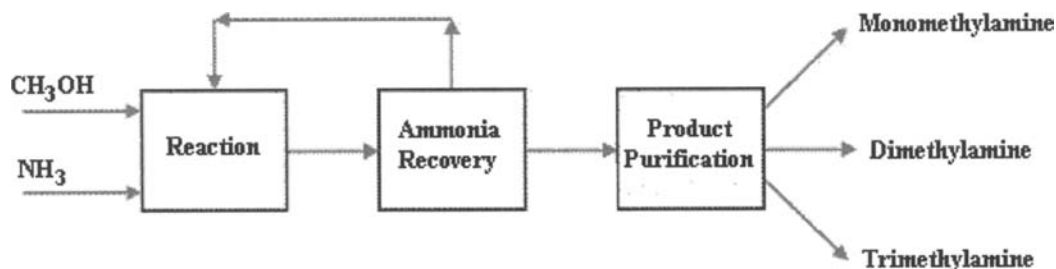 Monomethylamine
CH₃OH
Reaction
Ammonia
Recovery
Product
Purification
Dimethylamine
NH₃
Trimethylamine